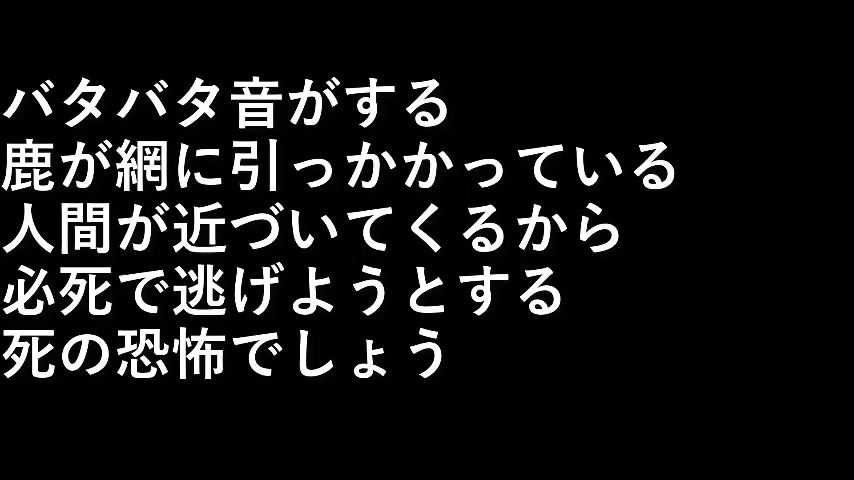 バタバタ音がする
鹿が網に引っかかっている
人間が近づいてくるから
必死で逃げようとする
死の恐怖でしょう